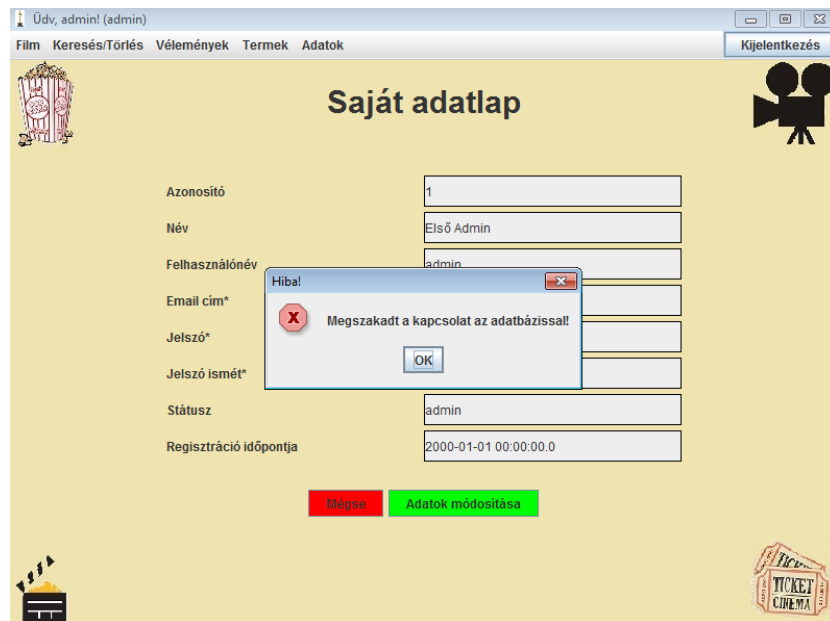 Üdv, admin! (admin)
Film Keresés/Törlés Vélemények Termek Adatok Kijelentkezés
Saját adatlap
Azonosító 1
Név Első Admin
Felhasználónév admin
Hiba!
Email cím*
Megszakadt a kapcsolat az adatbázissal!
Jelszó*
OK
Jelszó ismét*
Státusz admin
Regisztráció időpontja 2000-01-01 00:00:00.0
Mégse Adatok módosítása
TICKET
TICKET
CINEMA